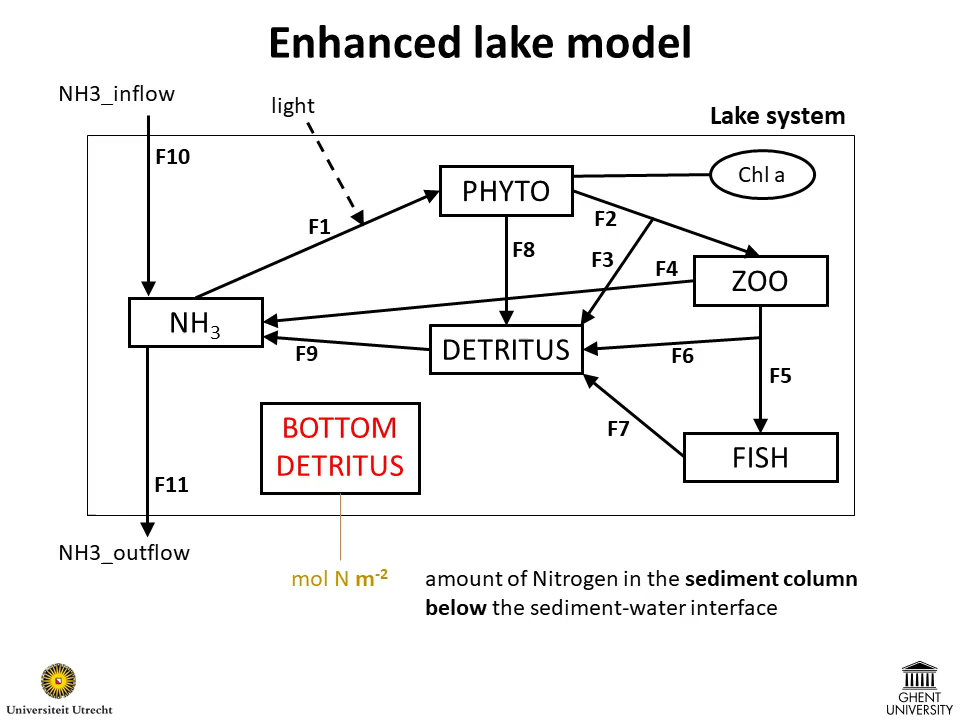 Enhanced lake model
NH3_inflow
light
Lake system
F10
PHYTO
Chl a
F1
F2
F8
F3
F4
ZOO
NH3
DETRITUS
F9
F6
F5
BOTTOM
DETRITUS
F7
FISH
F11
NH3_outflow
mol N m-2
amount of Nitrogen in the sediment column
below the sediment-water interface
Universiteit Utrecht
GHENT
UNIVERSITY